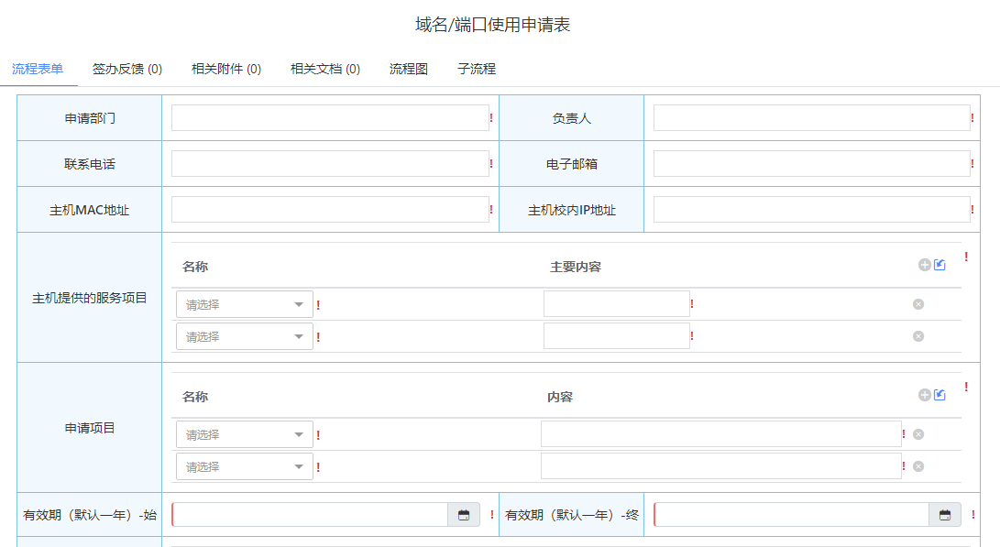 域名/端口使用申请表
流程表单 签办反馈 (0) 相关附件 (0) 相关文档 (0) 流程图 子流程
申请部门 ! 负责人 !
联系电话 ! 电子邮箱 !
主机MAC地址 ! 主机校内IP地址 !
主机提供的服务项目 !
名称 主要内容
请选择 ! !
请选择 ! !
申请项目 !
名称 内容
请选择 ! !
请选择 ! !
有效期（默认一年）-始 ! 有效期（默认一年）-终 !